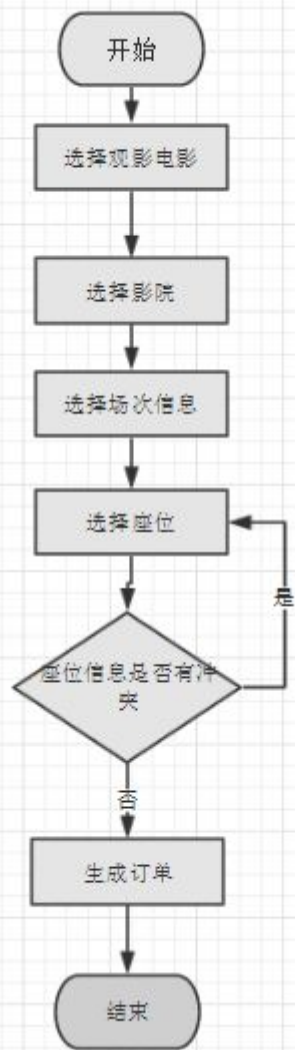 开始
选择观影电影
选择影院
选择场次信息
选择座位
是
座位信息是否有冲
突
否
生成订单
结束